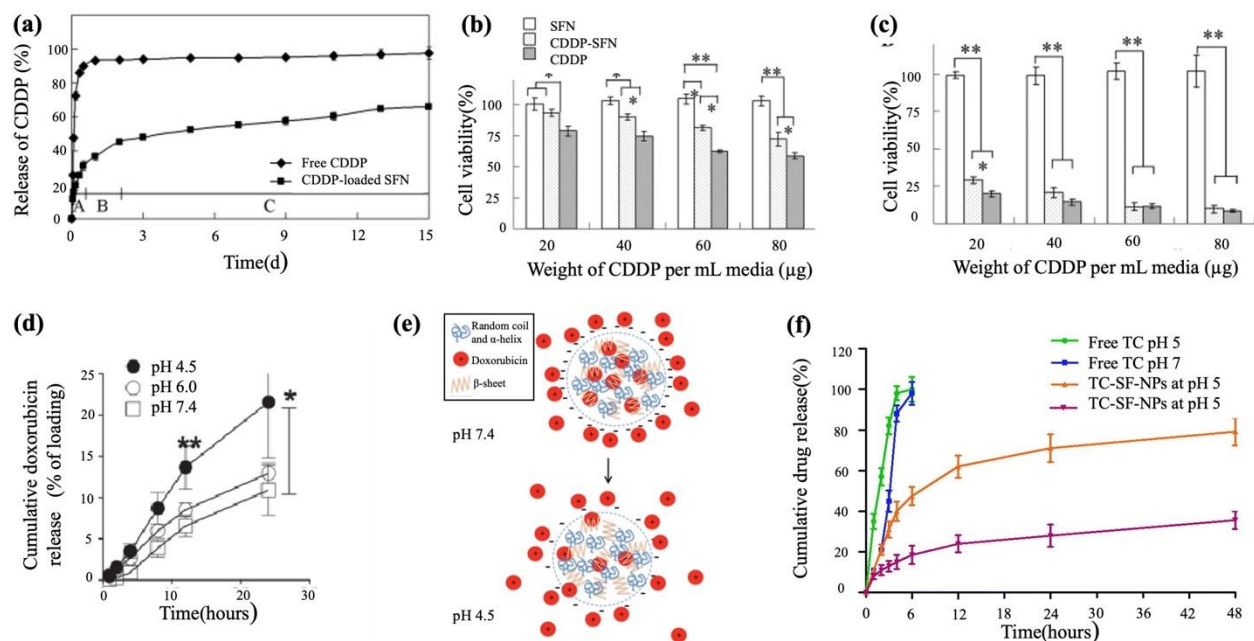 (a)
Release of CDDP (%)
100
80
60
40
20
0
A
B
C
Free CDDP
CDDP-loaded SFN
0
3
6
9
12
15
Time(d)
(b)
SFN
CDDP-SFN
CDDP
Cell viability(%)
100
75
50
25
0
*
**
**
*
*
*
*
20
40
60
80
Weight of CDDP per mL media (µg)
(c)
Cell viability(%)
100
75
50
25
0
**
**
**
**
*
20
40
60
80
Weight of CDDP per mL media (µg)
(d)
Cumulative doxorubicin
release (% of loading)
pH 4.5
pH 6.0
pH 7.4
25
20
15
10
5
0
**
*
0
10
20
30
Time(hours)
(e)
Random coil
and α-helix
Doxorubicin
β-sheet
pH 7.4
pH 4.5
(f)
Free TC pH 5
Free TC pH 7
TC-SF-NPs at pH 5
TC-SF-NPs at pH 5
Cumulative drug release(%)
120
100
80
60
40
20
0
0
6
12
24
36
48
Time(hours)